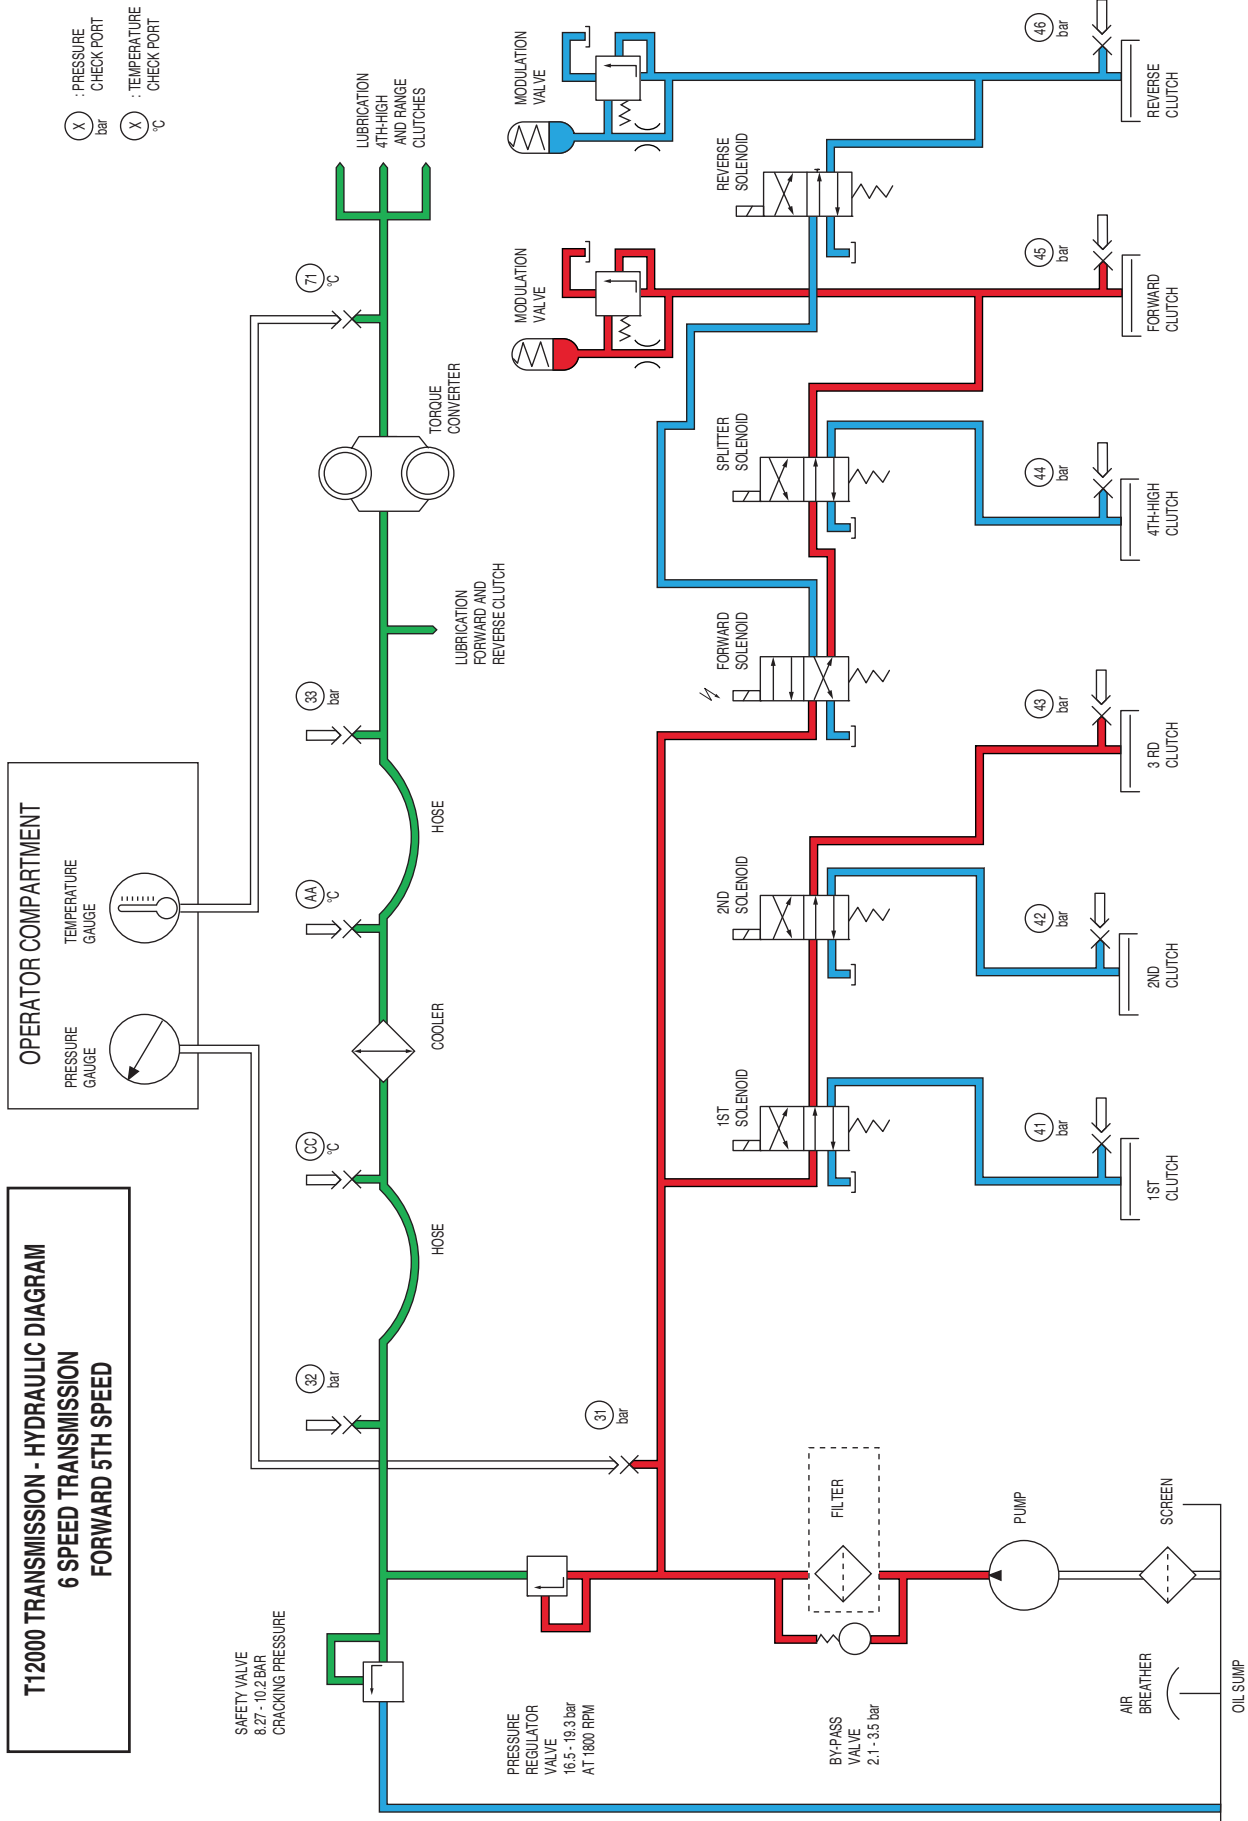 T12000 TRANSMISSION - HYDRAULIC DIAGRAM
6 SPEED TRANSMISSION
FORWARD 5TH SPEED
OPERATOR COMPARTMENT
PRESSURE
GAUGE
TEMPERATURE
GAUGE
X
bar
: PRESSURE
CHECK PORT
X
°C
: TEMPERATURE
CHECK PORT
SAFETY VALVE
8.27 - 10.2 BAR
CRACKING PRESSURE
32
bar
HOSE
CC
°C
COOLER
AA
°C
HOSE
33
bar
LUBRICATION
FORWARD AND
REVERSE CLUTCH
TORQUE
CONVERTER
71
°C
LUBRICATION
4TH-HIGH
AND RANGE
CLUTCHES
PRESSURE
REGULATOR
VALVE
16.5 - 19.3 bar
AT 1800 RPM
31
bar
MODULATION
VALVE
MODULATION
VALVE
1ST
SOLENOID
2ND
SOLENOID
FORWARD
SOLENOID
SPLITTER
SOLENOID
REVERSE
SOLENOID
BY-PASS
VALVE
2.1 - 3.5 bar
FILTER
PUMP
SCREEN
AIR
BREATHER
OIL SUMP
41
bar
42
bar
43
bar
44
bar
45
bar
46
bar
1ST
CLUTCH
2ND
CLUTCH
3 RD
CLUTCH
4TH-HIGH
CLUTCH
FORWARD
CLUTCH
REVERSE
CLUTCH